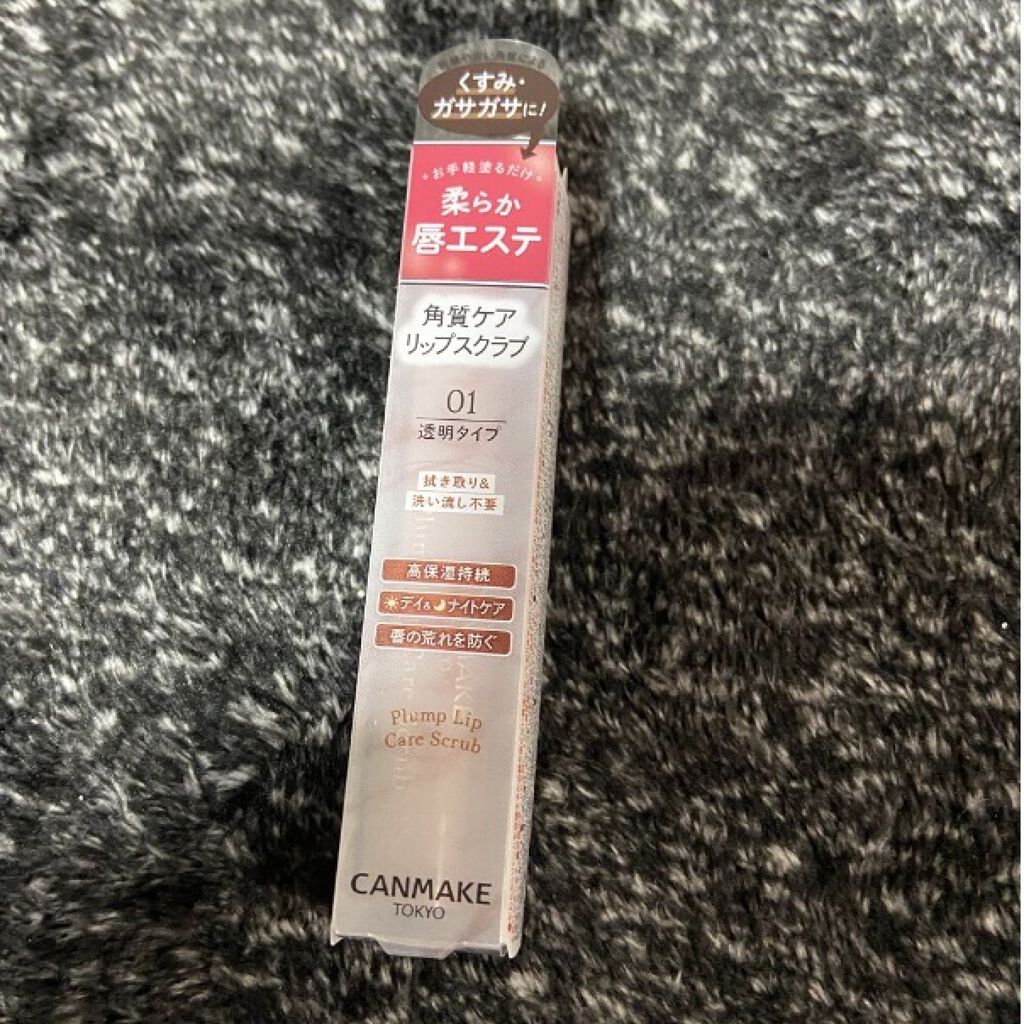 くすみ・
ガサガサに!
お手軽塗るだけ
柔らか
唇エステ
角質ケア
リップスクラブ
01
透明タイプ
拭き取り&
洗い流し不要
高保湿持続
デイ&ナイトケア
唇の荒れを防ぐ
Plump Lip
Care Scrub
CANMAKE
TOKYO